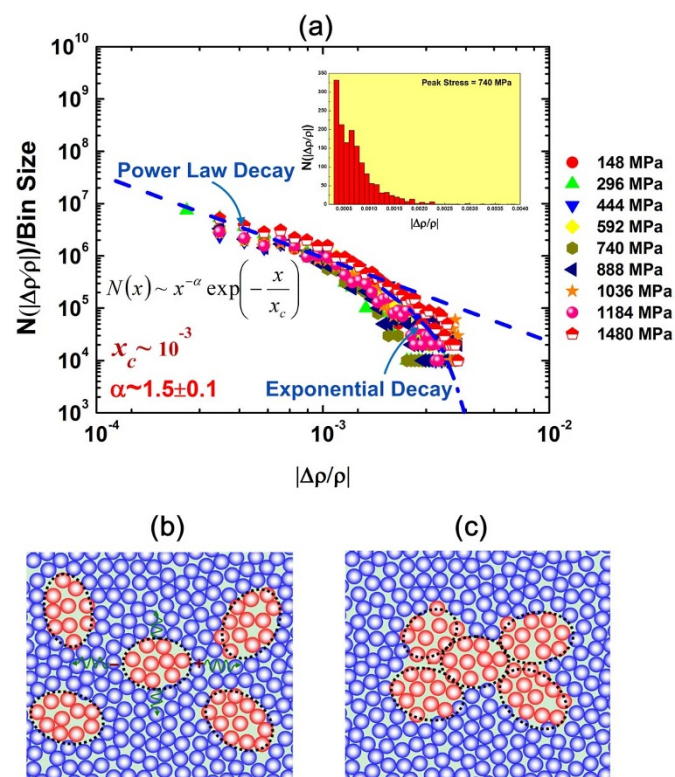 (a)
10^10
10^9
10^8
10^7
10^6
10^5
10^4
10^3
N(|Δρ/ρ|)/Bin Size
Power Law Decay
N(x) ~ x^{-α} exp(-x/x_c)
x_c ~ 10^-3
α~1.5±0.1
Exponential Decay
10^-4
10^-3
10^-2
|Δρ/ρ|
Peak Stress = 740 MPa
350
300
250
200
150
100
50
0
N(|Δρ/ρ|)
0.0005 0.0010 0.0015 0.0020 0.0025 0.0030 0.0035 0.0040
|Δρ/ρ|
148 MPa
296 MPa
444 MPa
592 MPa
740 MPa
888 MPa
1036 MPa
1184 MPa
1480 MPa
(b)
(c)
− +